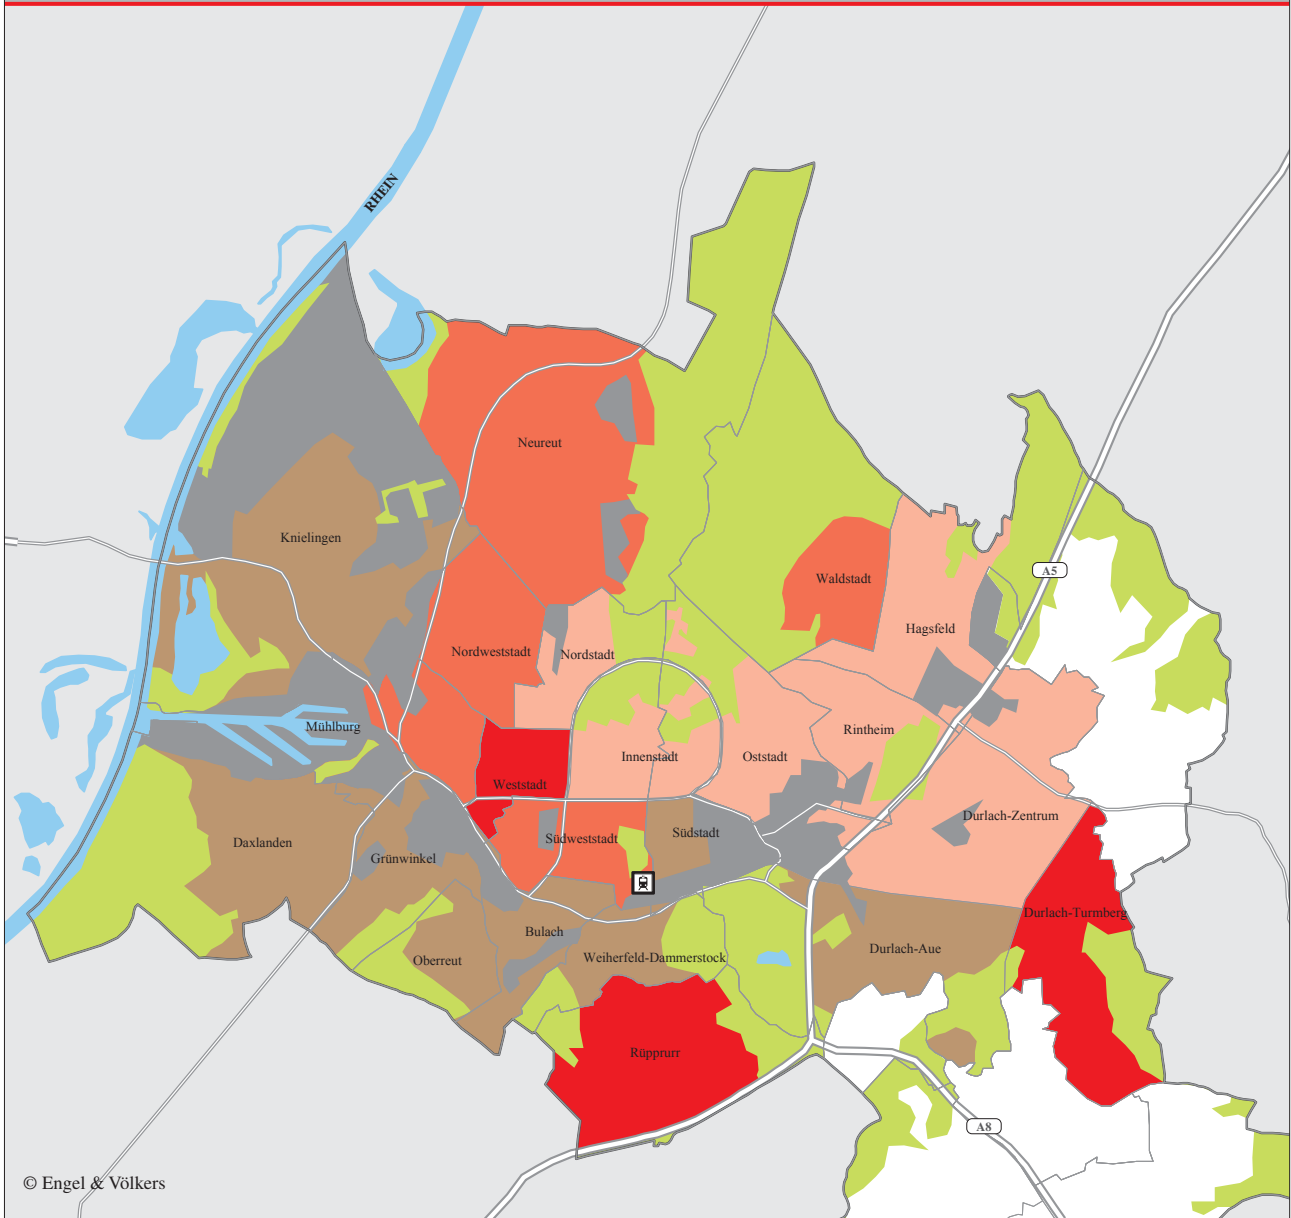 RHEIN
Neureut
Knielingen
A5
Waldstadt
Hagsfeld
Nordweststadt
Nordstadt
Mühlburg
Rintheim
Innenstadt
Oststadt
Weststadt
Durlach-Zentrum
Südstadt
Südweststadt
Daxlanden
Grünwinkel
Durlach-Turmberg
Bulach
Durlach-Aue
Weiherfeld-Dammerstock
Oberreut
Rüpprurr
A8
© Engel & Völkers